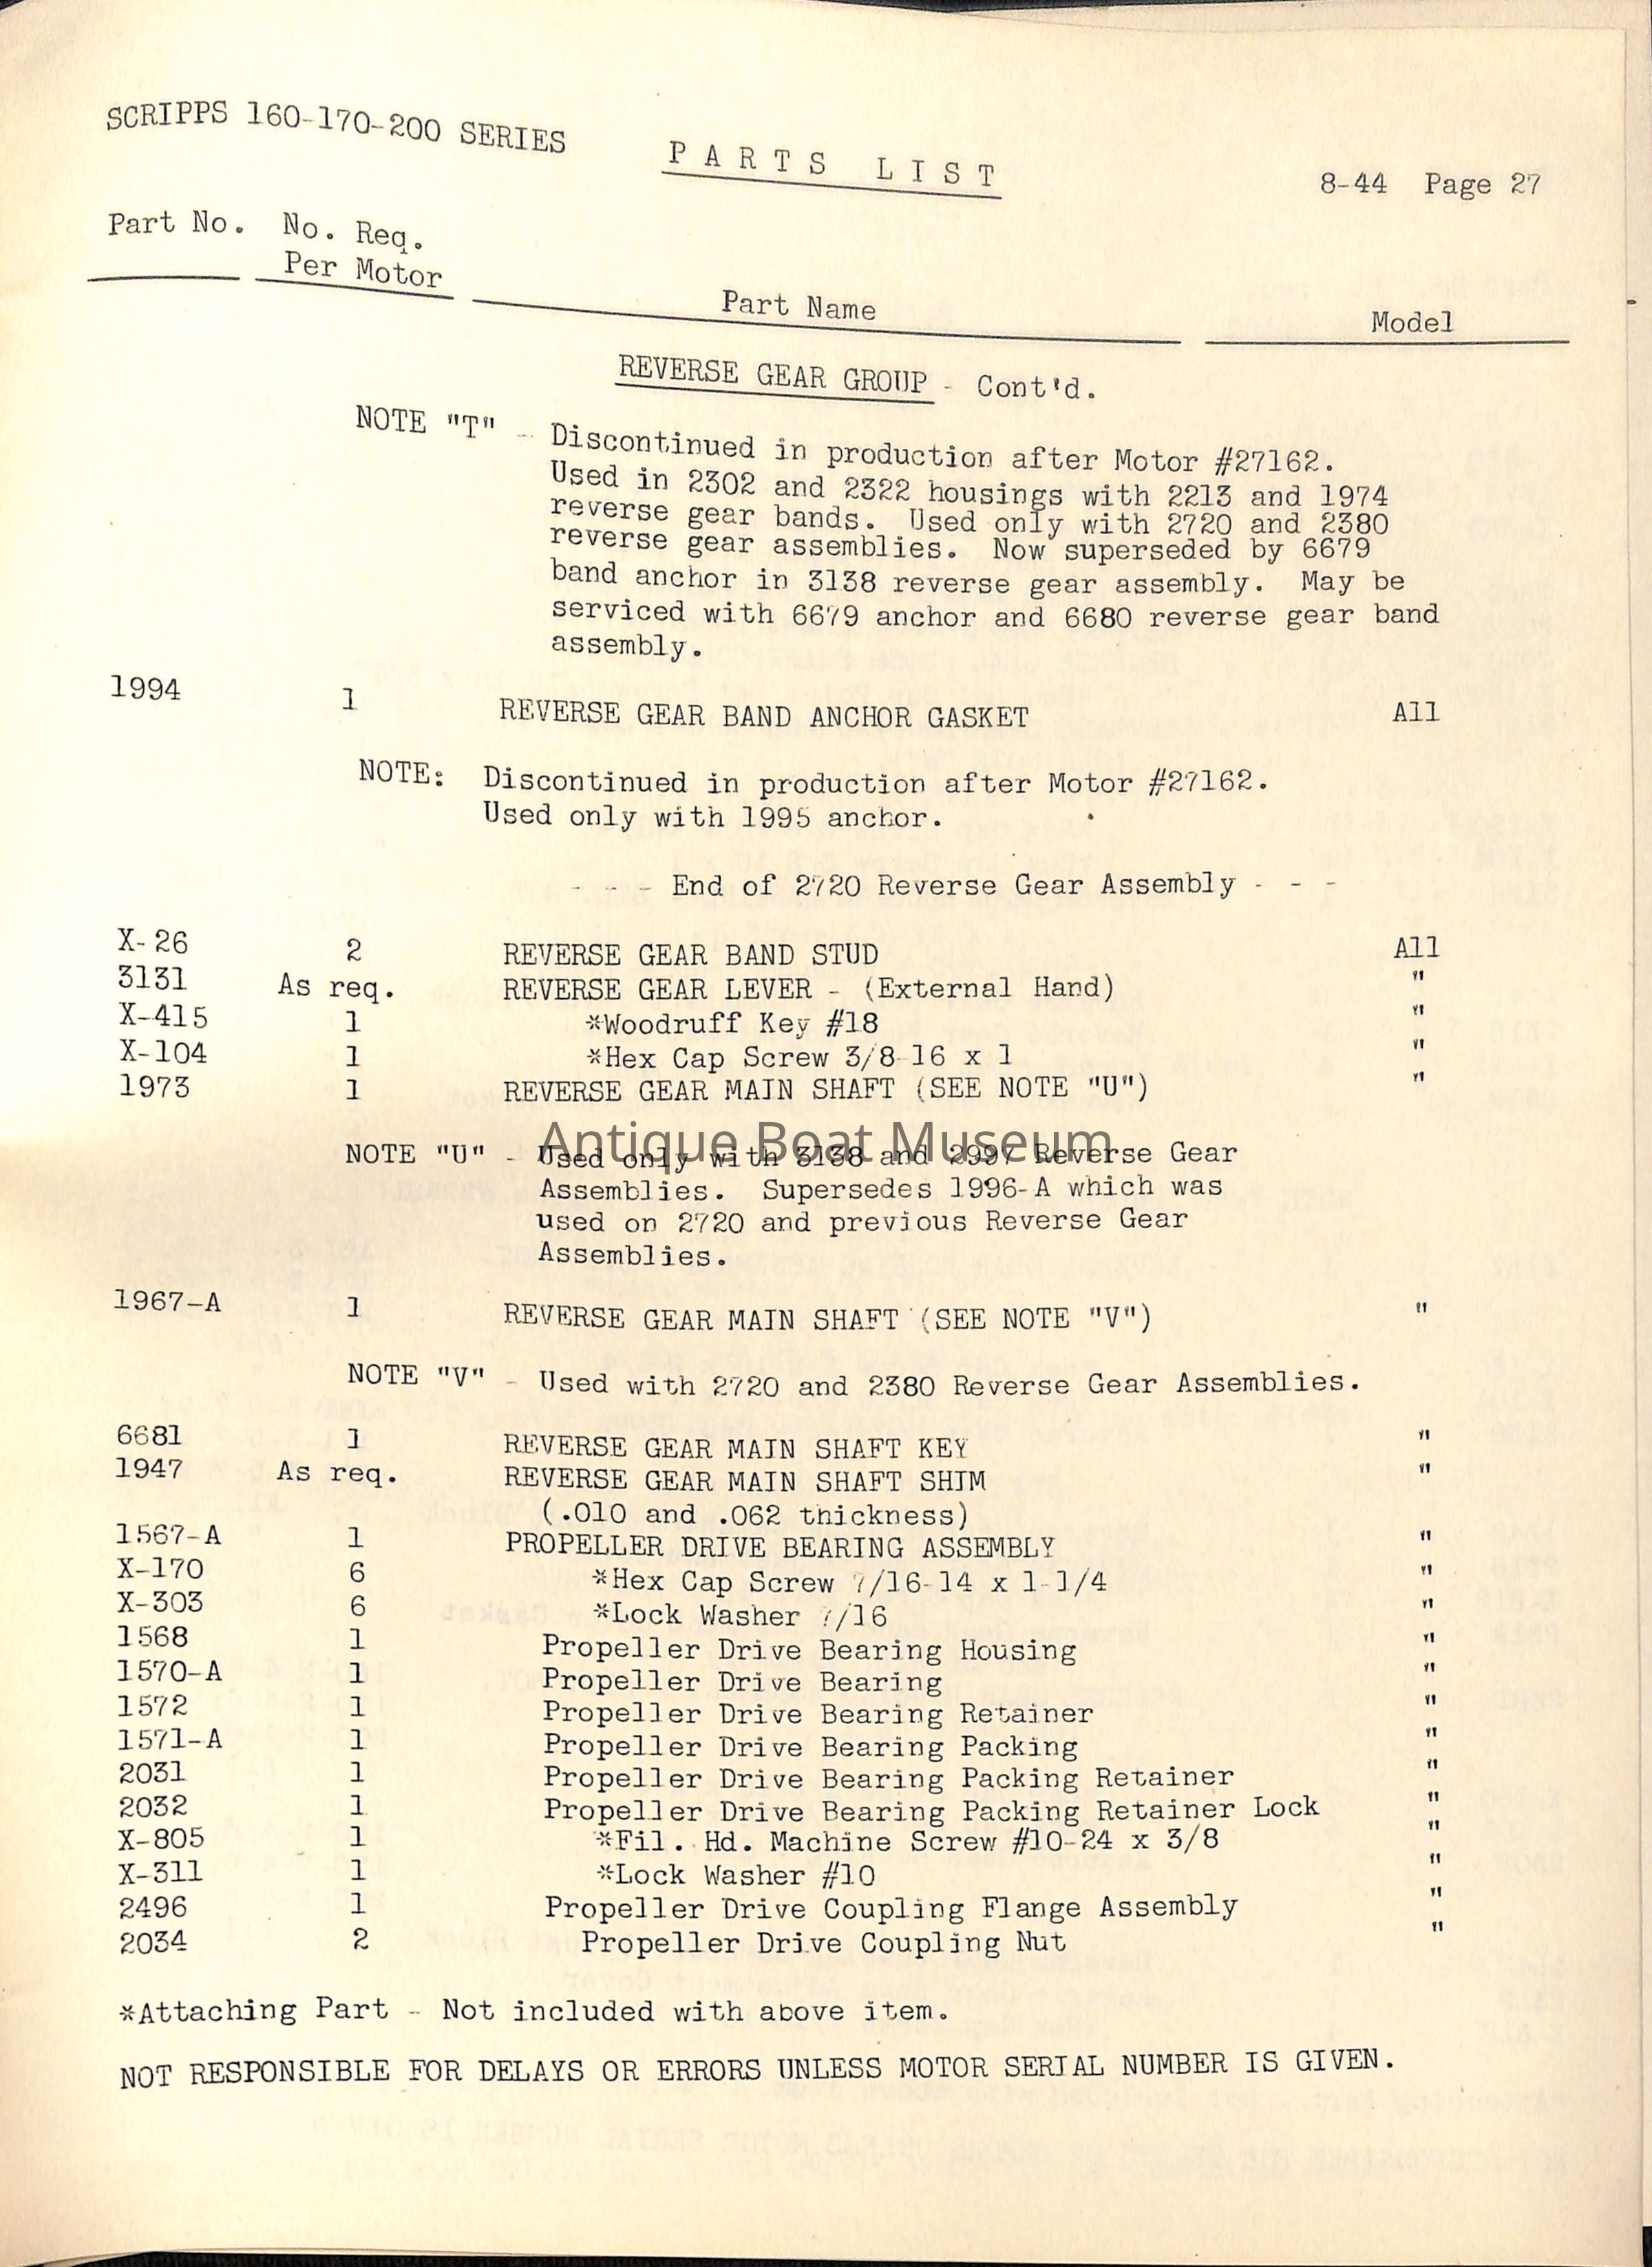 SCRIPPS 160-170-200 SERIES
PARTS LIST
8-44 Page 27
Part No. No. Req.
Per Motor
Part Name
Model
REVERSE GEAR GROUP - Cont'd.
NOTE "T" - Discontinued in production after Motor #27162.
Used in 2302 and 2322 housings with 2213 and 1974
reverse gear bands. Used only with 2720 and 2380
reverse gear assemblies. Now superseded by 6679
band anchor in 3138 reverse gear assembly. May be
serviced with 6679 anchor and 6680 reverse gear band
assembly.
1994 1 REVERSE GEAR BAND ANCHOR GASKET All
NOTE: Discontinued in production after Motor #27162.
Used only with 1995 anchor.
- - - End of 2720 Reverse Gear Assembly - - -
X-26 2 REVERSE GEAR BAND STUD All
3131 As req. REVERSE GEAR LEVER - (External Hand) "
X-415 1 *Woodruff Key #18 "
X-104 1 *Hex Cap Screw 3/8-16 x 1 "
1973 1 REVERSE GEAR MAIN SHAFT (SEE NOTE "U") "
Antique Boat Museum
NOTE "U" - Used only with 3138 and 2997 Reverse Gear
Assemblies. Supersedes 1996-A which was
used on 2720 and previous Reverse Gear
Assemblies.
1967-A 1 REVERSE GEAR MAIN SHAFT (SEE NOTE "V") "
NOTE "V" - Used with 2720 and 2380 Reverse Gear Assemblies.
6681 1 REVERSE GEAR MAIN SHAFT KEY "
1947 As req. REVERSE GEAR MAIN SHAFT SHIM "
(.010 and .062 thickness)
1567-A 1 PROPELLER DRIVE BEARING ASSEMBLY "
X-170 6 *Hex Cap Screw 7/16-14 x 1-1/4 "
X-303 6 *Lock Washer 7/16 "
1568 1 Propeller Drive Bearing Housing "
1570-A 1 Propeller Drive Bearing "
1572 1 Propeller Drive Bearing Retainer "
1571-A 1 Propeller Drive Bearing Packing "
2031 1 Propeller Drive Bearing Packing Retainer "
2032 1 Propeller Drive Bearing Packing Retainer Lock "
X-805 1 *Fil. Hd. Machine Screw #10-24 x 3/8 "
X-311 1 *Lock Washer #10 "
2496 1 Propeller Drive Coupling Flange Assembly "
2034 2 Propeller Drive Coupling Nut "
*Attaching Part - Not included with above item.
NOT RESPONSIBLE FOR DELAYS OR ERRORS UNLESS MOTOR SERIAL NUMBER IS GIVEN.